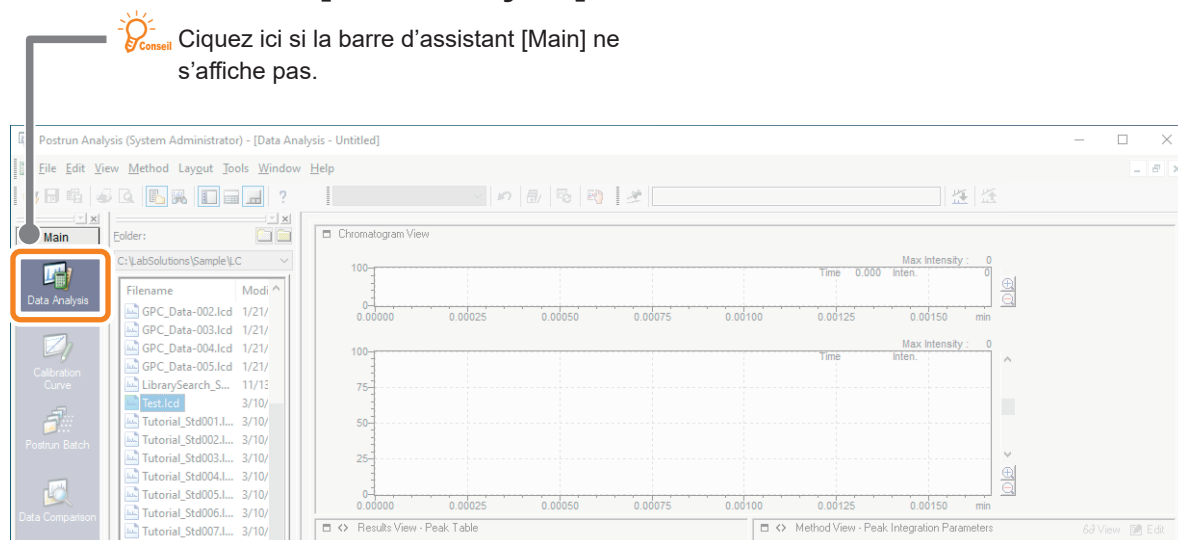 Conseil
Ciquez ici si la barre d’assistant [Main] ne
s’affiche pas.
Postrun Analysis (System Administrator) - [Data Analysis - Untitled]
File Edit View Method Layout Tools Window Help
Main
Folder:
C:\LabSolutions\Sample\LC
Data Analysis
Calibration
Curve
Postrun Batch
Data Comparison
Filename Modi
GPC_Data-002.lcd 1/21/
GPC_Data-003.lcd 1/21/
GPC_Data-004.lcd 1/21/
GPC_Data-005.lcd 1/21/
LibrarySearch_S... 11/13
Test.lcd 3/10/
Tutorial_Std001.l... 3/10/
Tutorial_Std002.l... 3/10/
Tutorial_Std003.l... 3/10/
Tutorial_Std004.l... 3/10/
Tutorial_Std005.l... 3/10/
Tutorial_Std006.l... 3/10/
Tutorial_Std007.l... 3/10/
Chromatogram View
Max Intensity : 0
Time 0.000 Inten. 0
100
0
0.00000 0.00025 0.00050 0.00075 0.00100 0.00125 0.00150 min
Max Intensity : 0
Time Inten.
100
75
50
25
0
0.00000 0.00025 0.00050 0.00075 0.00100 0.00125 0.00150 min
Results View - Peak Table
Method View - Peak Integration Parameters
View Edit